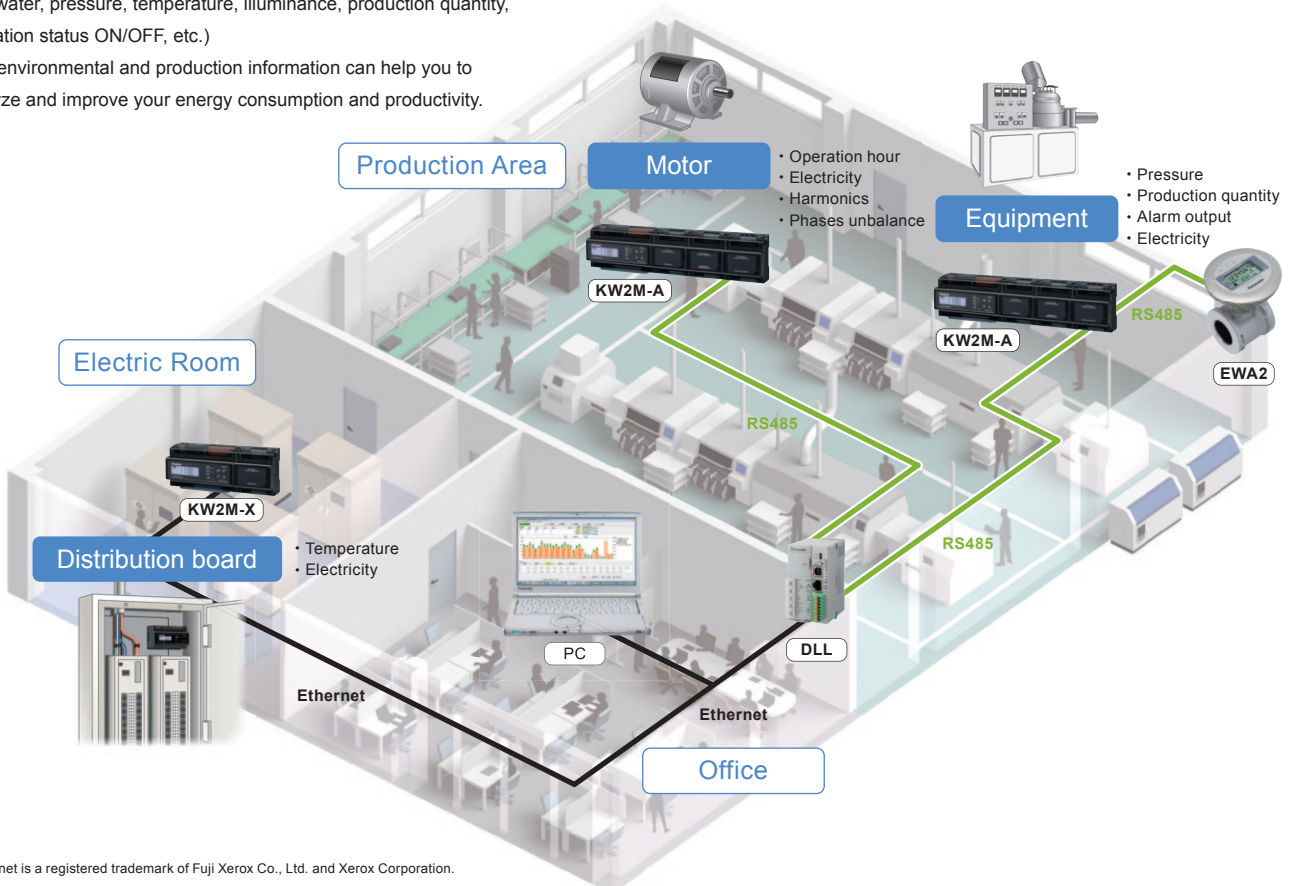 water, pressure, temperature, illuminance, production quantity,
ation status ON/OFF, etc.)
environmental and production information can help you to
ze and improve your energy consumption and productivity.
Production Area
Motor
・Operation hour
・Electricity
・Harmonics
・Phases unbalance
Equipment
・Pressure
・Production quantity
・Alarm output
・Electricity
KW2M-A
KW2M-A
RS485
EWA2
Electric Room
RS485
KW2M-X
Distribution board
・Temperature
・Electricity
RS485
PC
DLL
Ethernet
Ethernet
Office
net is a registered trademark of Fuji Xerox Co., Ltd. and Xerox Corporation.